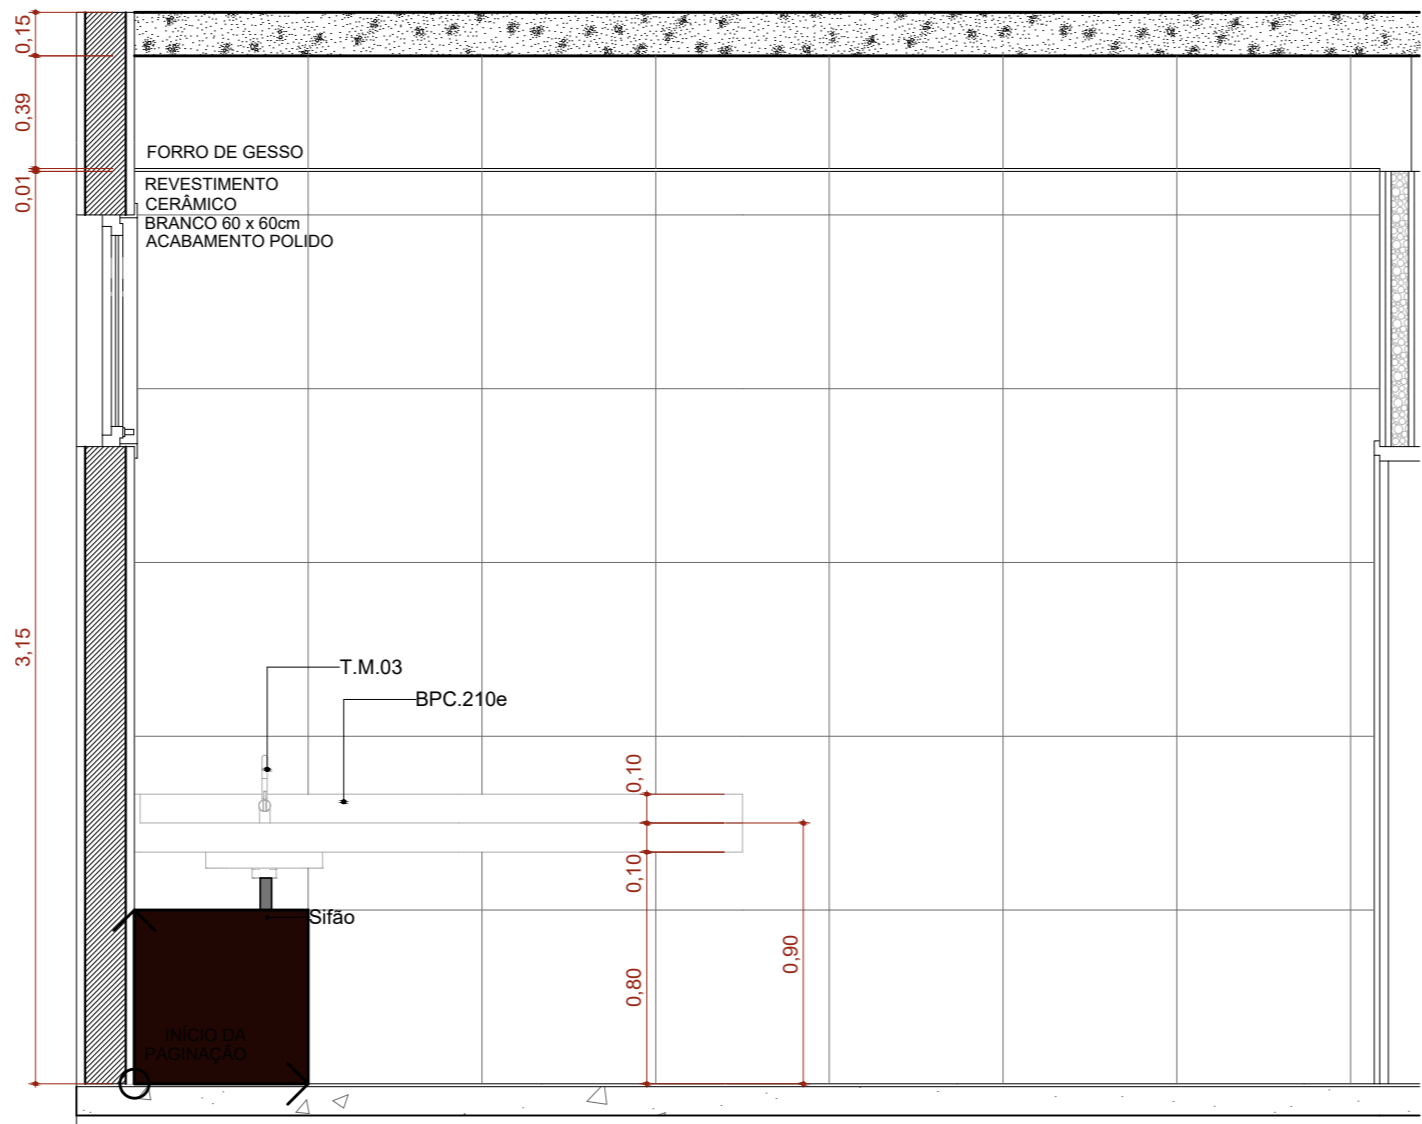 0,15
0,39
FORRO DE GESSO
0,01
REVESTIMENTO
CERÂMICO
BRANCO 60 x 60cm
ACABAMENTO POLIDO
3,15
T.M.03
BPC.210e
0,10
0,10
Sifão
0,90
0,80
INÍCIO DA
PAGINAÇÃO